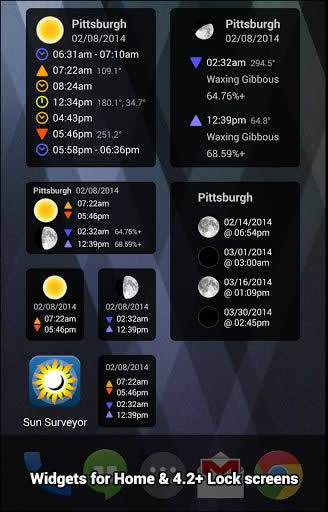 Pittsburgh
02/08/2014
06:31am - 07:10am
07:22am 109.1°
08:24am
12:34pm 180.1°, 34.7°
04:43pm
05:46pm 251.2°
05:58pm - 06:36pm
Pittsburgh
02/08/2014
02:32am 294.5°
Waxing Gibbous
64.76%+
12:39pm 64.8°
Waxing Gibbous
68.59%+
Pittsburgh 02/08/2014
07:22am
05:46pm
02:32am 64.76%+
12:39pm 68.59%+
Pittsburgh
02/14/2014
@ 06:54pm
03/01/2014
@ 03:00am
03/16/2014
@ 01:09pm
03/30/2014
@ 02:45pm
02/08/2014
07:22am
05:46pm
02/08/2014
02:32am
12:39pm
Sun Surveyor
02/08/2014
07:22am
05:46pm
02:32am
12:39pm
Widgets for Home & 4.2+ Lock screens